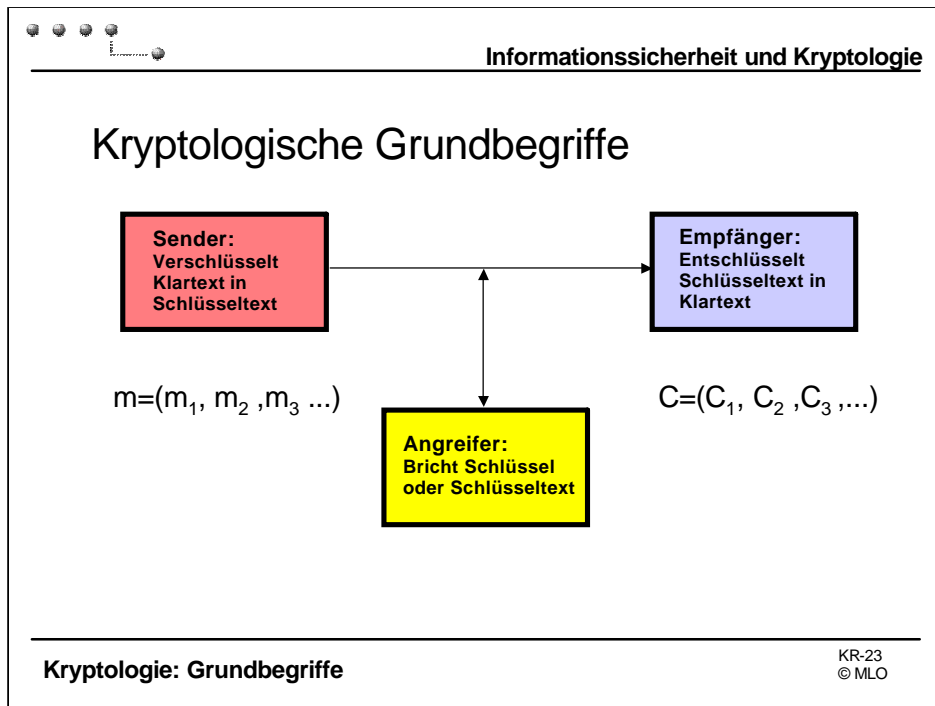 Informationssicherheit und Kryptologie
Kryptologische Grundbegriffe
Sender:
Verschlüsselt
Klartext in
Schlüsseltext
Empfänger:
Entschlüsselt
Schlüsseltext in
Klartext
m=(m₁, m₂ ,m₃ ...)
C=(C₁, C₂ ,C₃ ,...)
Angreifer:
Bricht Schlüssel
oder Schlüsseltext
Kryptologie: Grundbegriffe
KR-23
© MLO